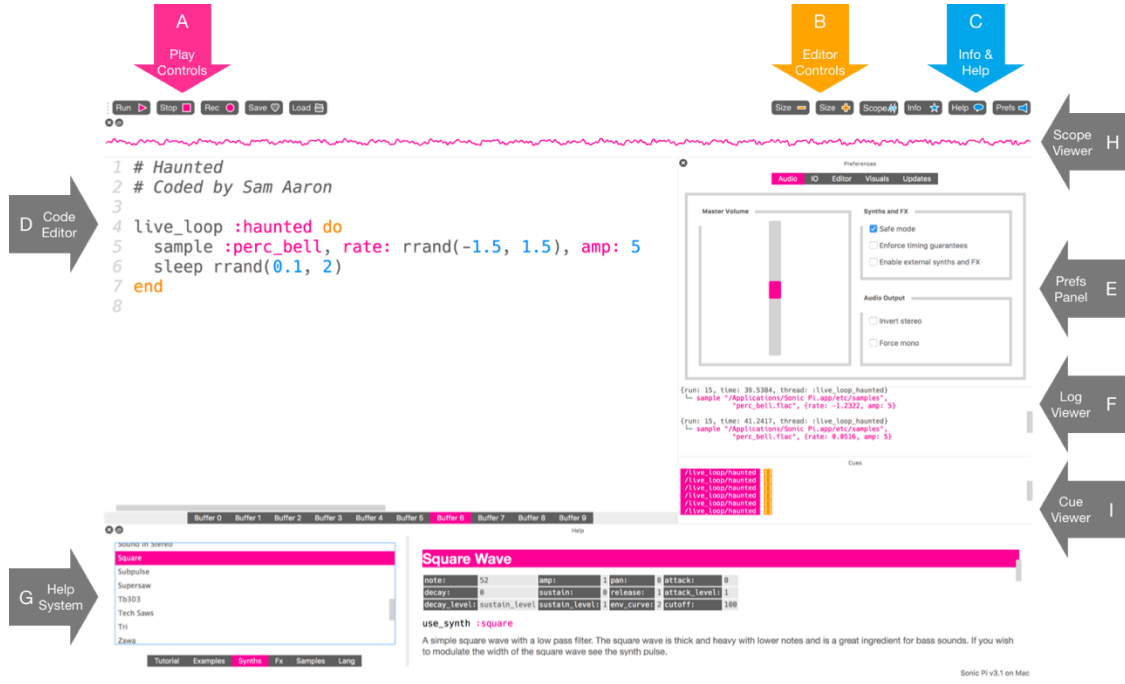 A
Play
Controls
B
Editor
Controls
C
Info &
Help
Run Stop Rec Save Load Size Size Scope Info Help Prefs
Scope
Viewer H
1 # Haunted
2 # Coded by Sam Aaron
3
4 live_loop :haunted do
5 sample :perc_bell, rate: rrand(-1.5, 1.5), amp: 5
6 sleep rrand(0.1, 2)
7 end
8
D Code
Editor
Preferences
Audio IO Editor Visuals Updates
Master Volume
Synths and FX
Safe mode
Enforce timing guarantees
Enable external synths and FX
Audio Output
Invert stereo
Force mono
Prefs
Panel E
{run: 15, time: 39.5384, thread: :live_loop_haunted}
sample "/Applications/Sonic Pi.app/etc/samples",
"perc_bell.flac", {rate: -1.2322, amp: 5}
{run: 15, time: 41.2417, thread: :live_loop_haunted}
sample "/Applications/Sonic Pi.app/etc/samples",
"perc_bell.flac", {rate: 0.0516, amp: 5}
Log
Viewer F
Cues
/live_loop/haunted
/live_loop/haunted
/live_loop/haunted
/live_loop/haunted
/live_loop/haunted
/live_loop/haunted
Cue
Viewer I
Buffer 0 Buffer 1 Buffer 2 Buffer 3 Buffer 4 Buffer 5 Buffer 6 Buffer 7 Buffer 8 Buffer 9
Help
G Help
System
Sound In Stereo
Square
Subpulse
Supersaw
Tb303
Tech Saws
Tri
Zawa
Tutorial Examples Synths Fx Samples Lang
Square Wave
note: 52 amp: 1 pan: 0 attack: 0
decay: 0 sustain: 0 release: 1 attack_level: 1
decay_level: sustain_level sustain_level: 1 env_curve: 2 cutoff: 100
use_synth :square
A simple square wave with a low pass filter. The square wave is thick and heavy with lower notes and is a great ingredient for bass sounds. If you wish
to modulate the width of the square wave see the synth pulse.
Sonic Pi v3.1 on Mac